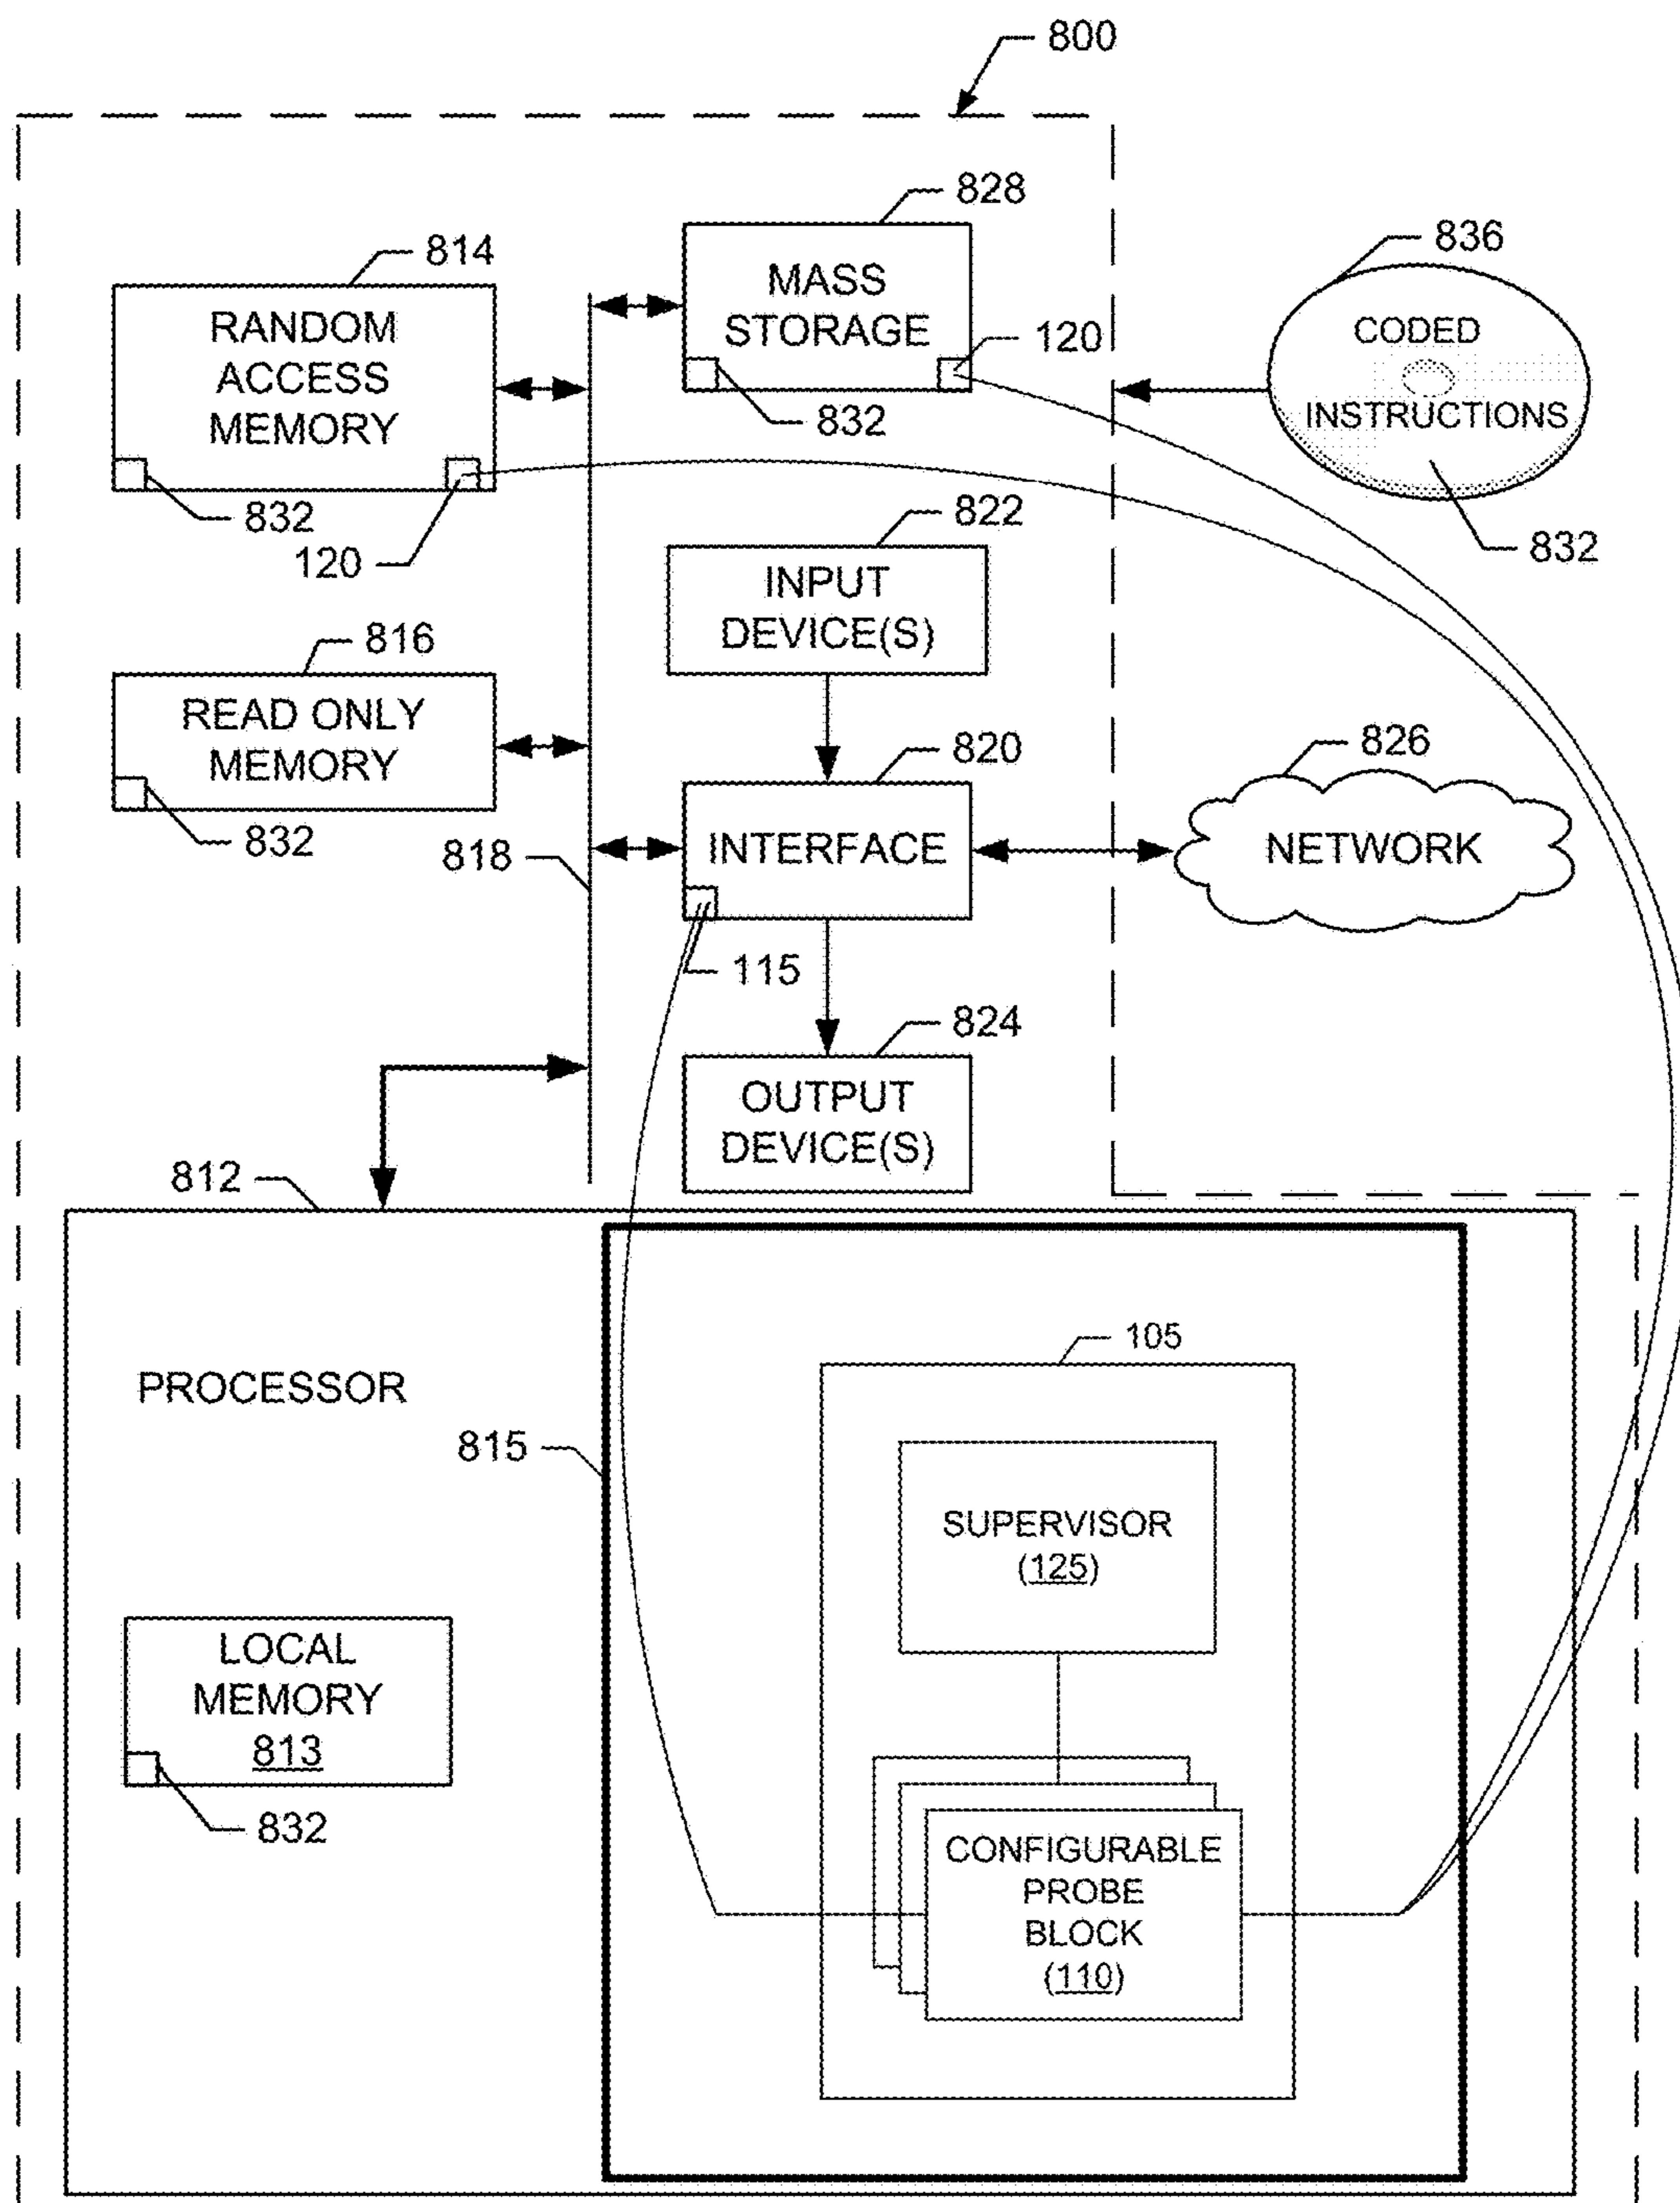 800
828
814
836
MASS
STORAGE
RANDOM
ACCESS
MEMORY
120
CODED
INSTRUCTIONS
832
832
832
120
822
INPUT
DEVICE(S)
816
READ ONLY
MEMORY
832
820
826
818
INTERFACE
NETWORK
115
824
OUTPUT
DEVICE(S)
812
105
PROCESSOR
815
SUPERVISOR
(125)
LOCAL
MEMORY
813
832
CONFIGURABLE
PROBE
BLOCK
(110)